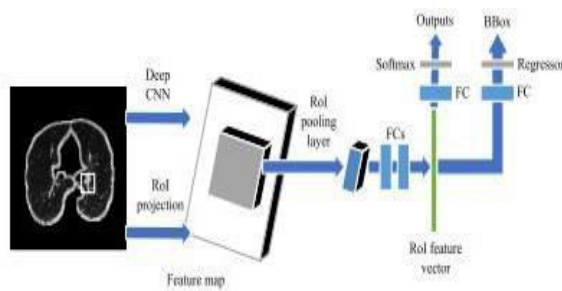 Outputs
BBox
Softmax
Regressor
Deep
CNN
FC
FC
RoI
pooling
layer
FCs
RoI
projection
RoI feature
vector
Feature map